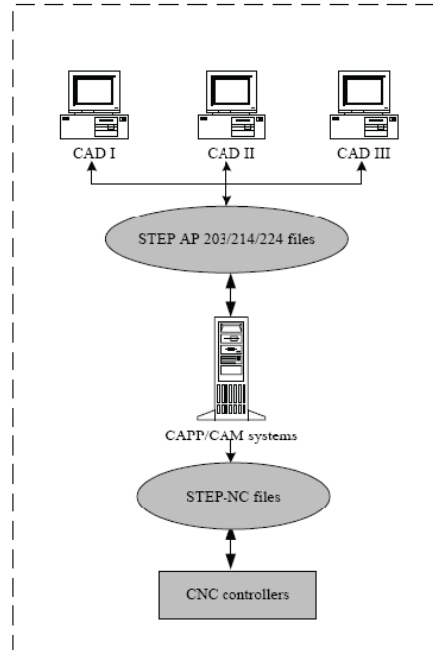 CAD I
CAD II
CAD III
STEP AP 203/214/224 files
CAPP/CAM systems
STEP-NC files
CNC controllers